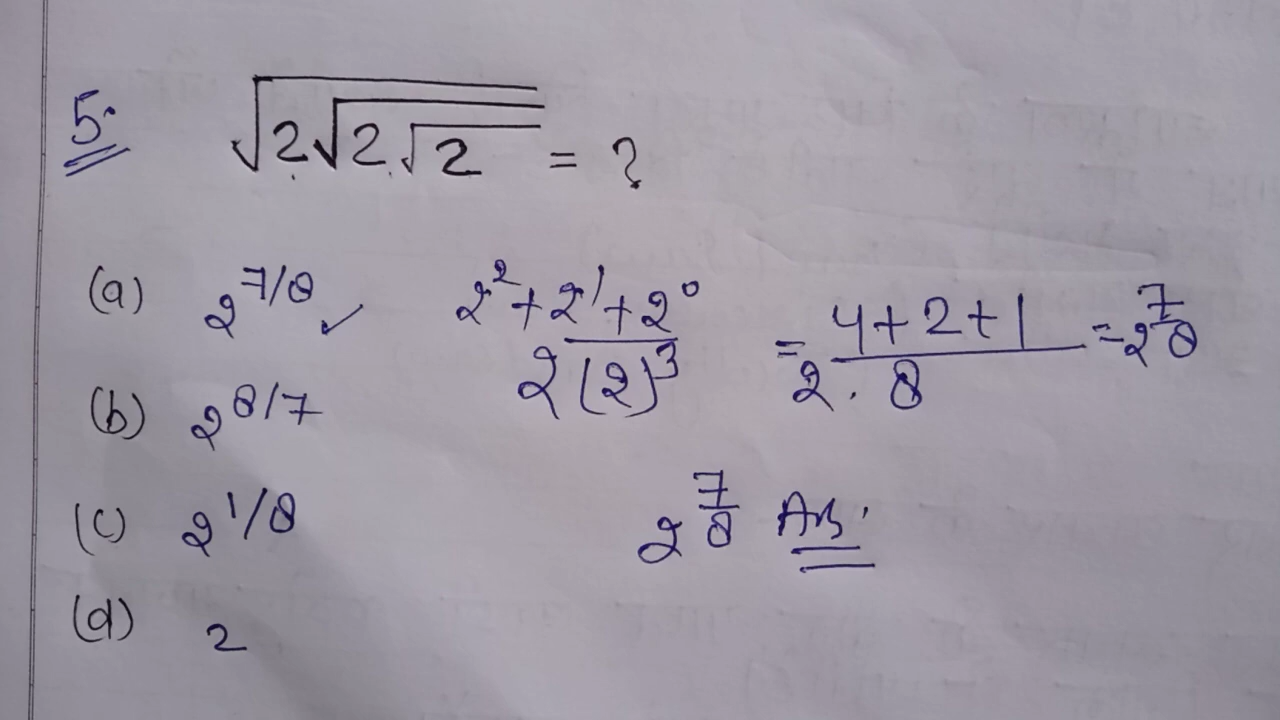 5. √2√2√2 = ?
(a) 2^7/8 ✓ 2^(2^2+2^1+2^0)/(2)^3 = 2^(4+2+1)/8 = 2^7/8
(b) 2^8/7
(c) 2^1/8 2^7/8 Ans.
(d) 2